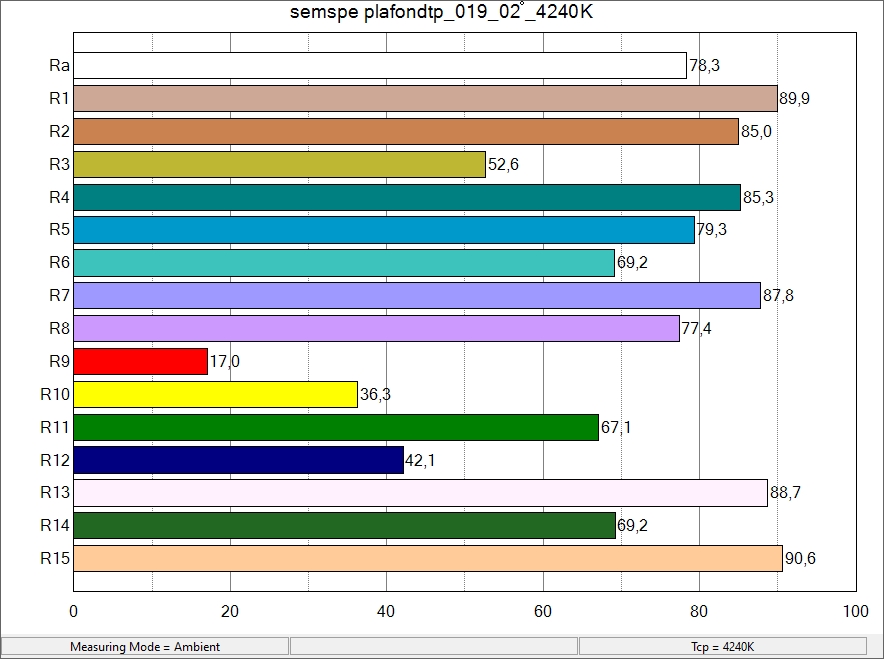 semspe plafondtp_019_02°_4240K
Ra 78,3
R1 89,9
R2 85,0
R3 52,6
R4 85,3
R5 79,3
R6 69,2
R7 87,8
R8 77,4
R9 17,0
R10 36,3
R11 67,1
R12 42,1
R13 88,7
R14 69,2
R15 90,6
0 20 40 60 80 100
Measuring Mode = Ambient Tcp = 4240K